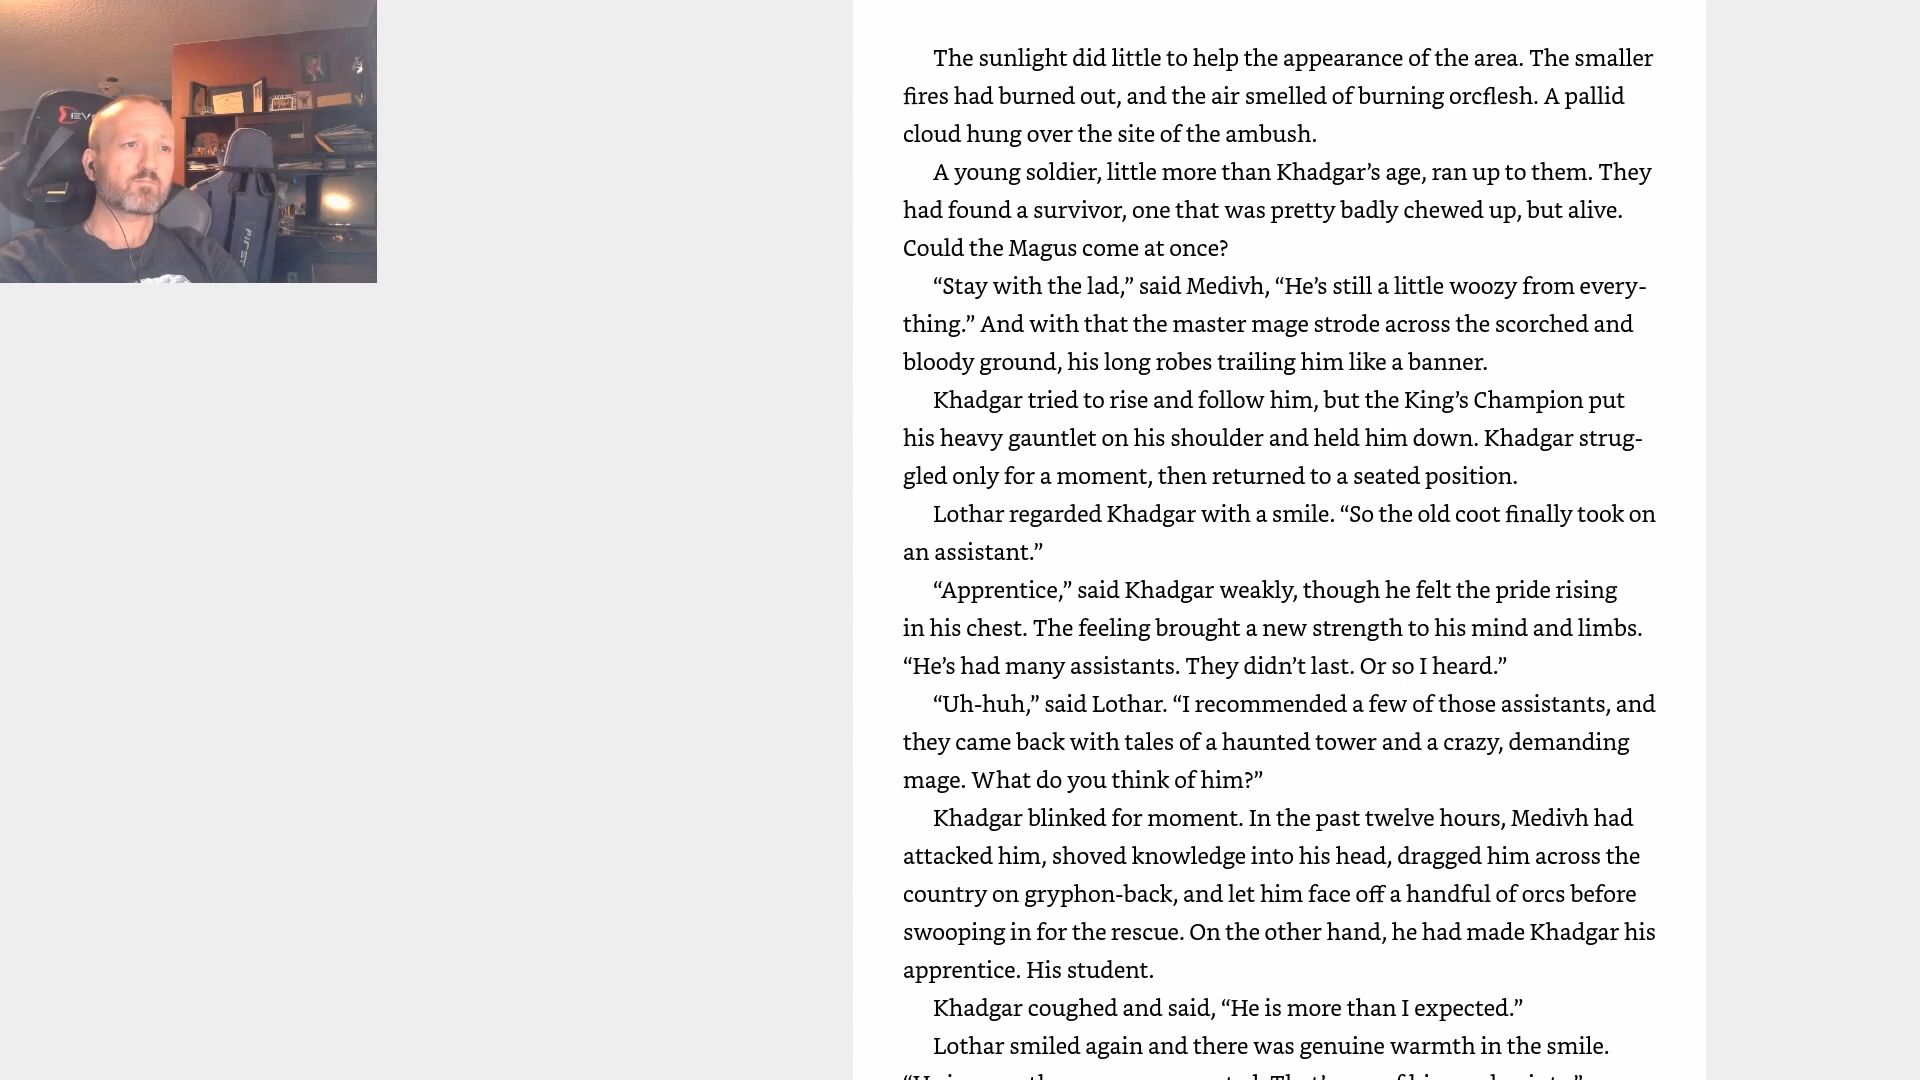 The sunlight did little to help the appearance of the area. The smaller
fires had burned out, and the air smelled of burning orcflesh. A pallid
cloud hung over the site of the ambush.
A young soldier, little more than Khadgar’s age, ran up to them. They
had found a survivor, one that was pretty badly chewed up, but alive.
Could the Magus come at once?
“Stay with the lad,” said Medivh, “He’s still a little woozy from every-
thing.” And with that the master mage strode across the scorched and
bloody ground, his long robes trailing him like a banner.
Khadgar tried to rise and follow him, but the King’s Champion put
his heavy gauntlet on his shoulder and held him down. Khadgar strug-
gled only for a moment, then returned to a seated position.
Lothar regarded Khadgar with a smile. “So the old coot finally took on
an assistant.”
“Apprentice,” said Khadgar weakly, though he felt the pride rising
in his chest. The feeling brought a new strength to his mind and limbs.
“He’s had many assistants. They didn’t last. Or so I heard.”
“Uh-huh,” said Lothar. “I recommended a few of those assistants, and
they came back with tales of a haunted tower and a crazy, demanding
mage. What do you think of him?”
Khadgar blinked for moment. In the past twelve hours, Medivh had
attacked him, shoved knowledge into his head, dragged him across the
country on gryphon-back, and let him face off a handful of orcs before
swooping in for the rescue. On the other hand, he had made Khadgar his
apprentice. His student.
Khadgar coughed and said, “He is more than I expected.”
Lothar smiled again and there was genuine warmth in the smile.